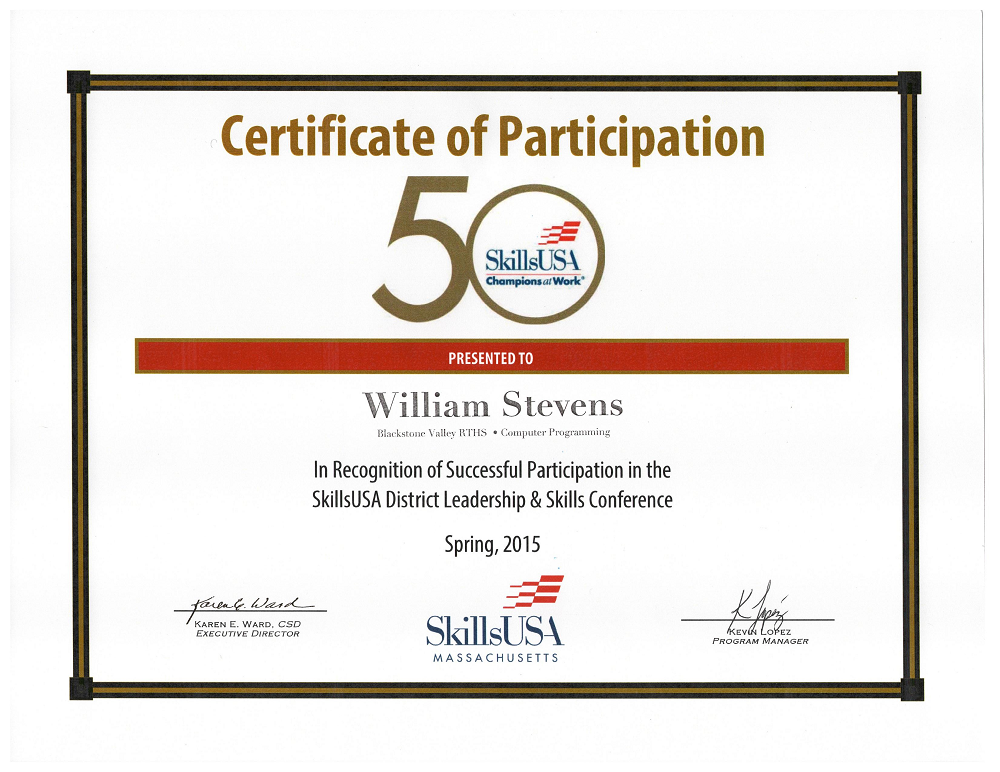 Certificate of Participation
50
SkillsUSA
Champions at Work®
PRESENTED TO
William Stevens
Blackstone Valley RTHS • Computer Programming
In Recognition of Successful Participation in the
SkillsUSA District Leadership & Skills Conference
Spring, 2015
Karen E. Ward
KAREN E. WARD, CSD
EXECUTIVE DIRECTOR
SkillsUSA
MASSACHUSETTS
K Lopez
KEVIN LOPEZ
PROGRAM MANAGER